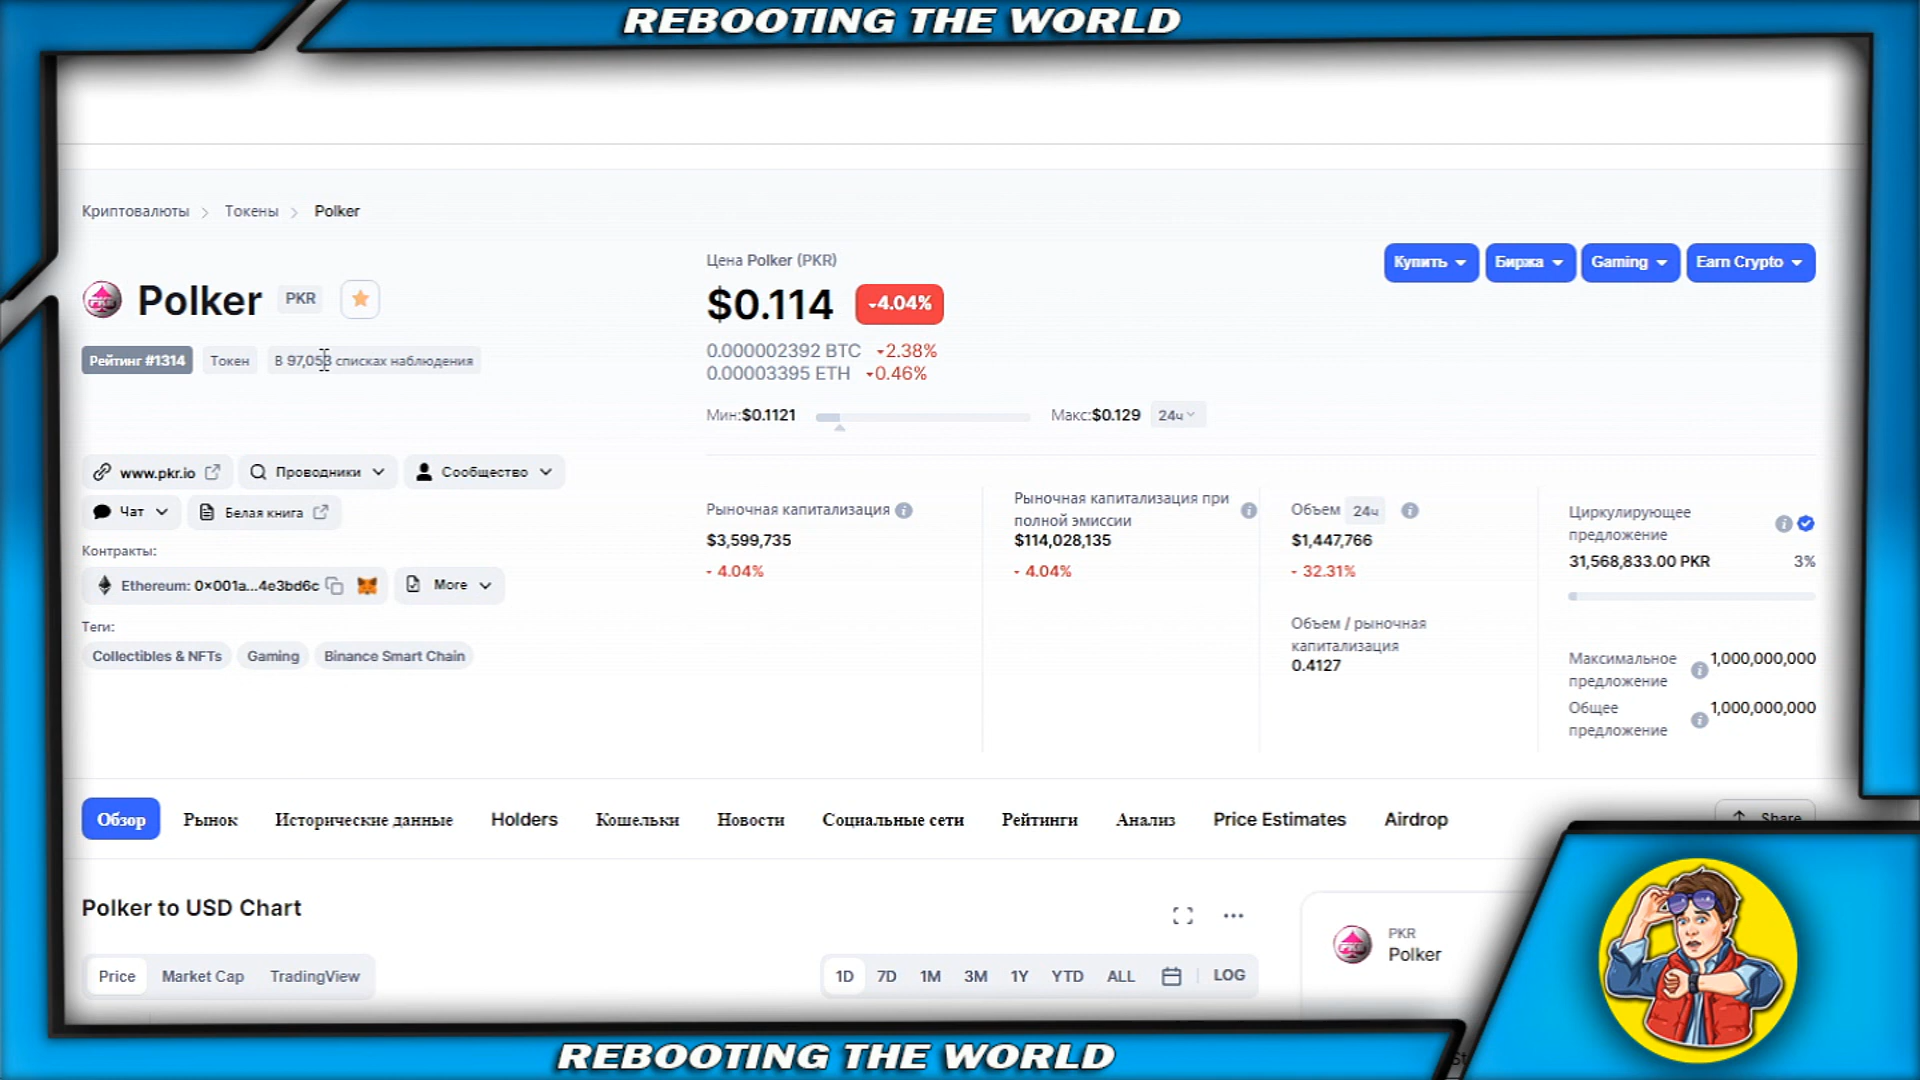 REBOOTING THE WORLD
Криптовалюты > Токены > Polker
Polker PKR
Рейтинг #1314 Токен В 97,053 списках наблюдения
www.pkr.io Проводники Сообщество
Чат Белая книга
Контракты:
Ethereum: 0x001a...4e3bd6c More
Теги:
Collectibles & NFTs Gaming Binance Smart Chain
Цена Polker (PKR)
$0.114 -4.04%
0.000002392 BTC -2.38%
0.00003395 ETH -0.46%
Мин:$0.1121 Макс:$0.129 24ч
Купить Биржа Gaming Earn Crypto
Рыночная капитализация
$3,599,735
- 4.04%
Рыночная капитализация при
полной эмиссии
$114,028,135
- 4.04%
Объем 24ч
$1,447,766
- 32.31%
Объем / рыночная
капитализация
0.4127
Циркулирующее
предложение
31,568,833.00 PKR 3%
Максимальное
предложение
1,000,000,000
Общее
предложение
1,000,000,000
Обзор Рынок Исторические данные Holders Кошельки Новости Социальные сети Рейтинги Анализ Price Estimates Airdrop
Share
Polker to USD Chart
Price Market Cap TradingView
1D 7D 1M 3M 1Y YTD ALL LOG
PKR
Polker
REBOOTING THE WORLD